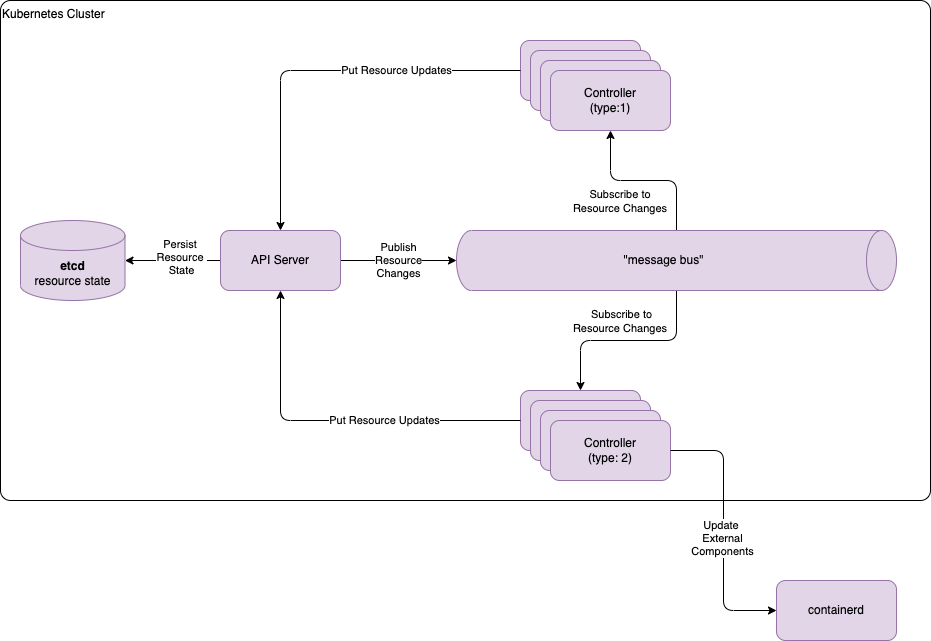 Kubernetes Cluster
Put Resource Updates
Controller
(type:1)
Subscribe to
Resource Changes
etcd
resource state
Persist
Resource
State
API Server
Publish
Resource
Changes
"message bus"
Subscribe to
Resource Changes
Put Resource Updates
Controller
(type: 2)
Update
External
Components
containerd